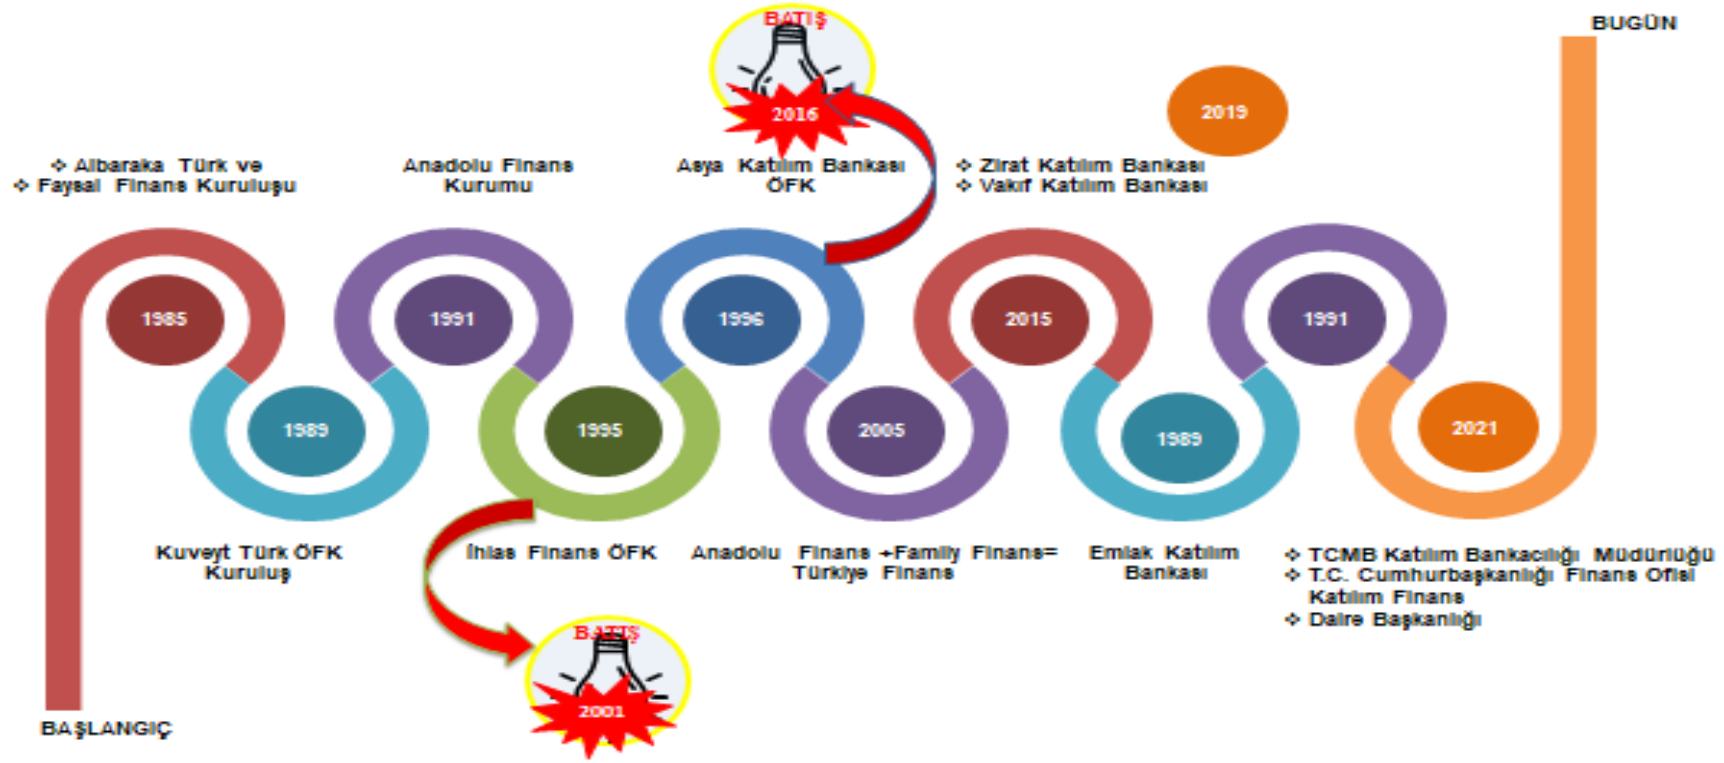 BATIŞ
2016
BUGÜN
2019
❖ Albaraka Türk ve
❖ Faysal Finans Kuruluşu
Anadolu Finans
Kurumu
Asya Katılım Bankası
ÖFK
❖ Zirat Katılım Bankası
❖ Vakıf Katılım Bankası
1985
1991
1996
2015
1991
1989
1995
2005
1989
2021
Kuveyt Türk ÖFK
Kuruluş
İhlas Finans ÖFK
Anadolu Finans +Family Finans=
Türkiye Finans
Emlak Katılım
Bankası
❖ TCMB Katılım Bankacılığı Müdürlüğü
❖ T.C. Cumhurbaşkanlığı Finans Ofisi
Katılım Finans
❖ Daire Başkanlığı
BATIŞ
2001
BAŞLANGIÇ